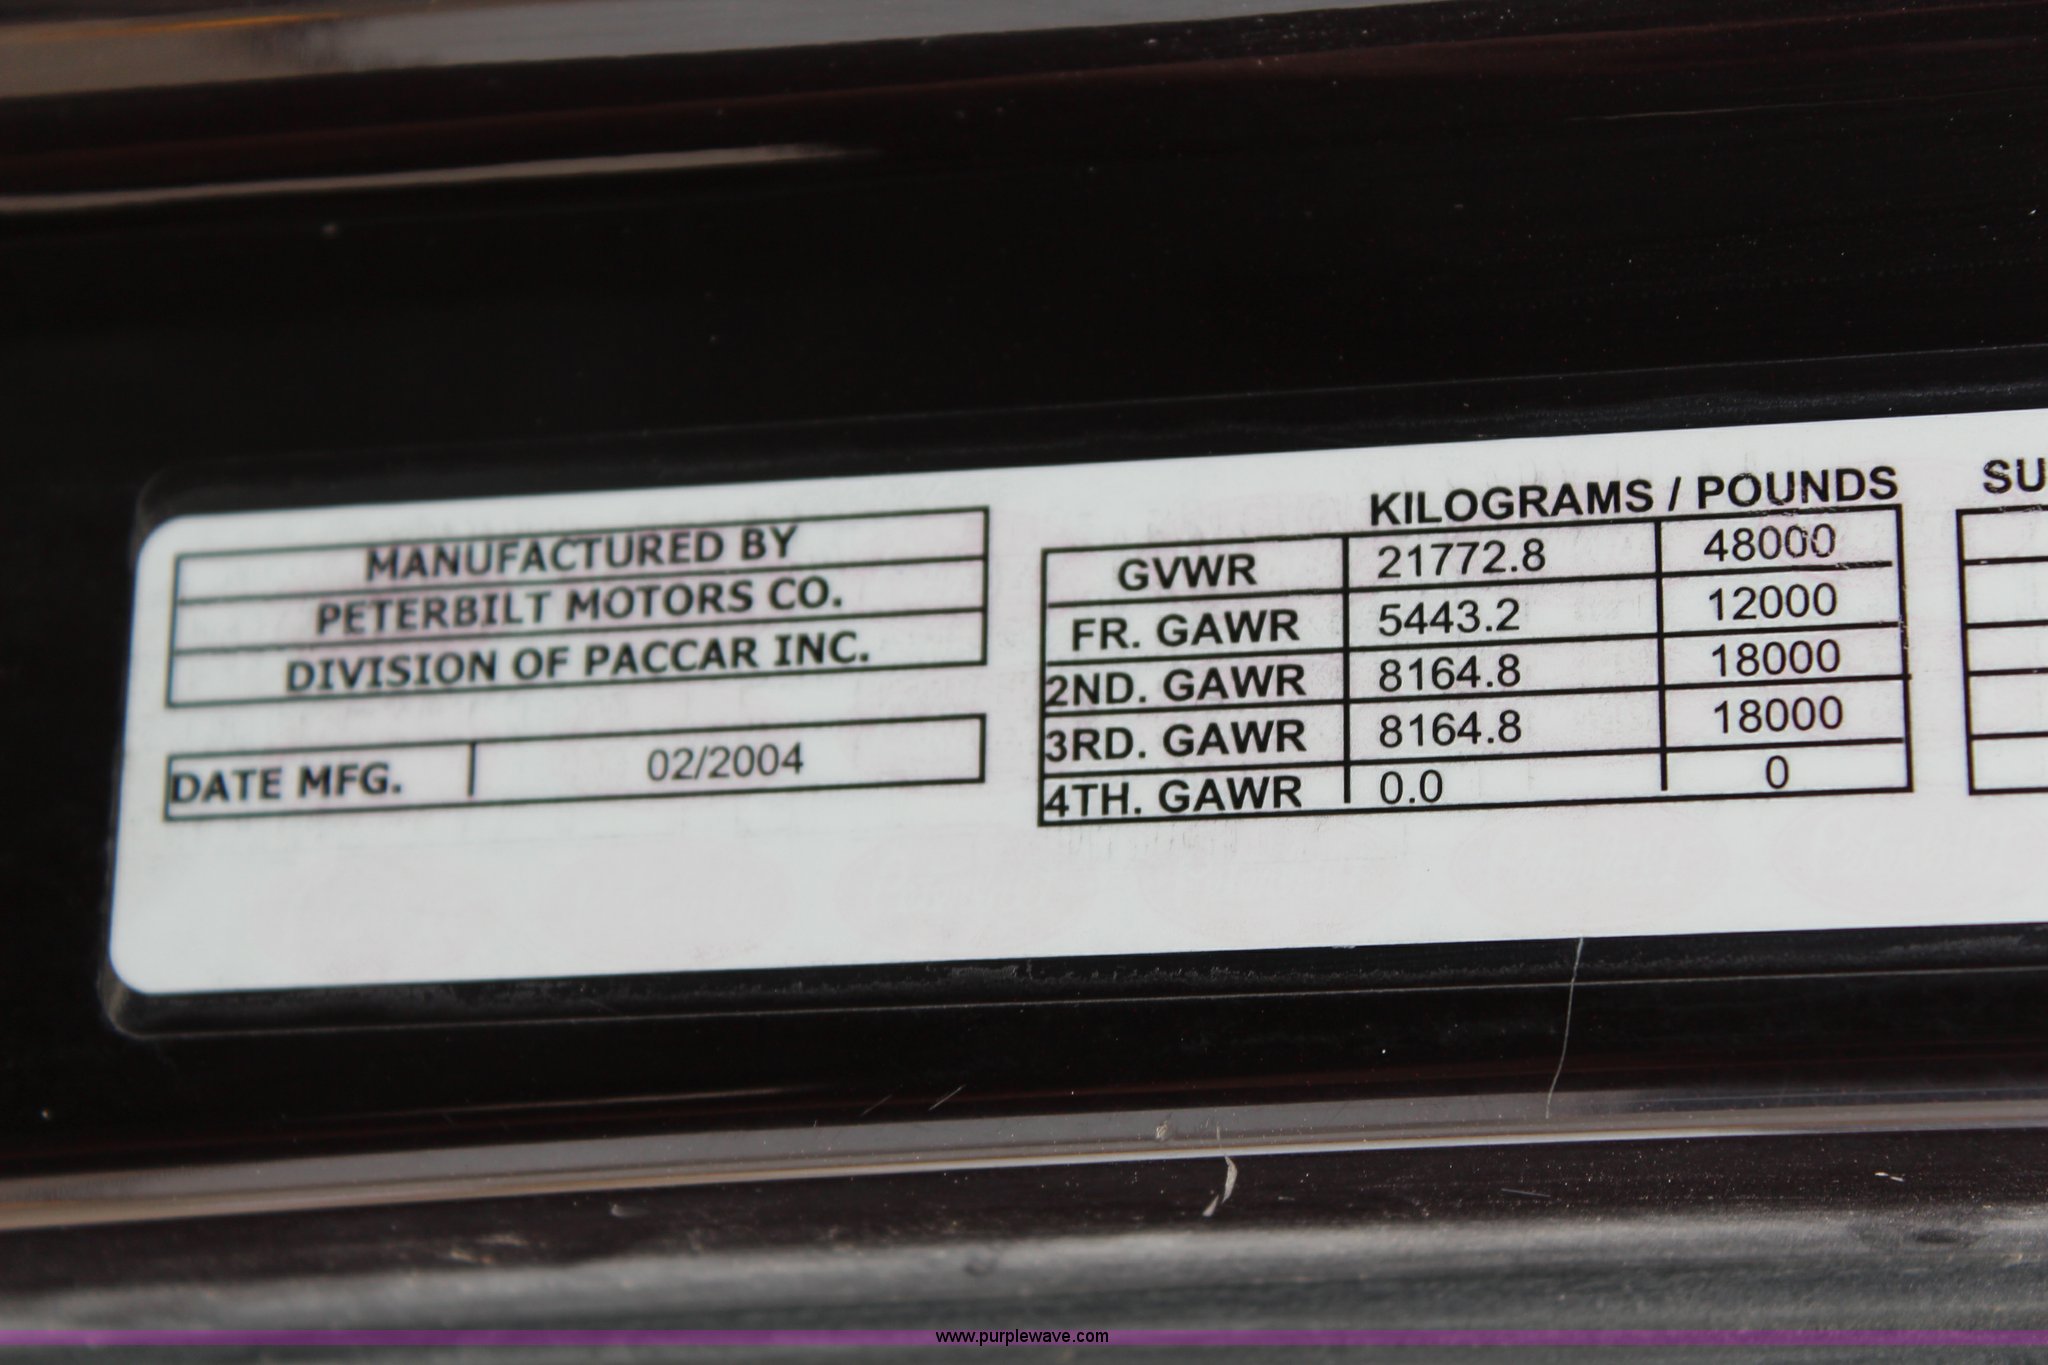 MANUFACTURED BY
PETERBILT MOTORS CO.
DIVISION OF PACCAR INC.
DATE MFG. 02/2004
KILOGRAMS / POUNDS
GVWR 21772.8 48000
FR. GAWR 5443.2 12000
2ND. GAWR 8164.8 18000
3RD. GAWR 8164.8 18000
4TH. GAWR 0.0 0
SU
www.purplewave.com